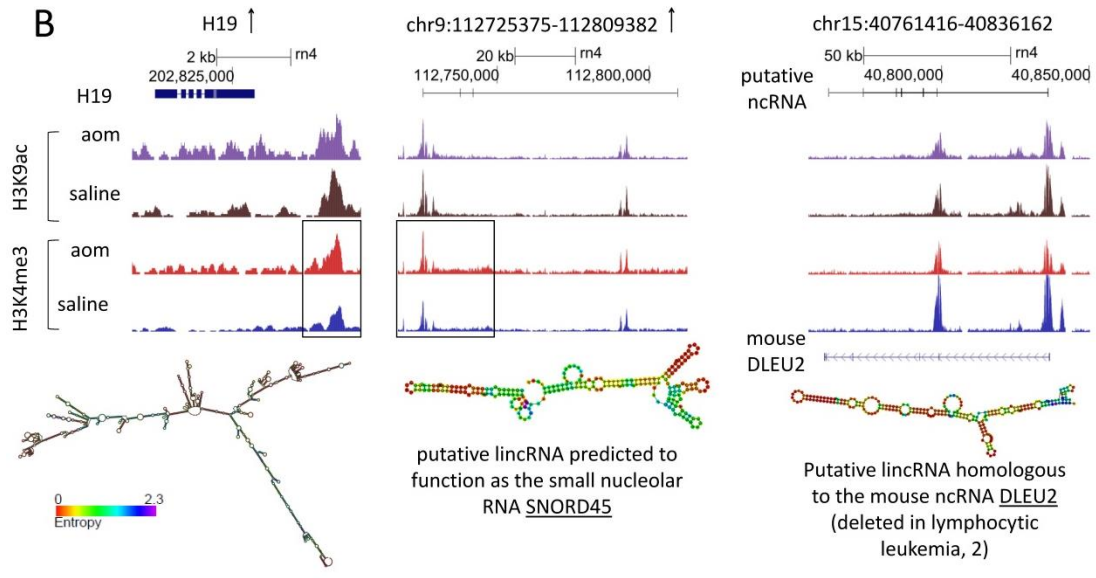 B
H19 ↑
2 kb
rn4
202,825,000
H19
chr9:112725375-112809382 ↑
20 kb
rn4
112,750,000
112,800,000
chr15:40761416-40836162
50 kb
rn4
40,800,000
40,850,000
putative
ncRNA
H3K9ac
aom
saline
H3K4me3
aom
saline
mouse
DLEU2
0
2.3
Entropy
putative lincRNA predicted to
function as the small nucleolar
RNA SNORD45
Putative lincRNA homologous
to the mouse ncRNA DLEU2
(deleted in lymphocytic
leukemia, 2)